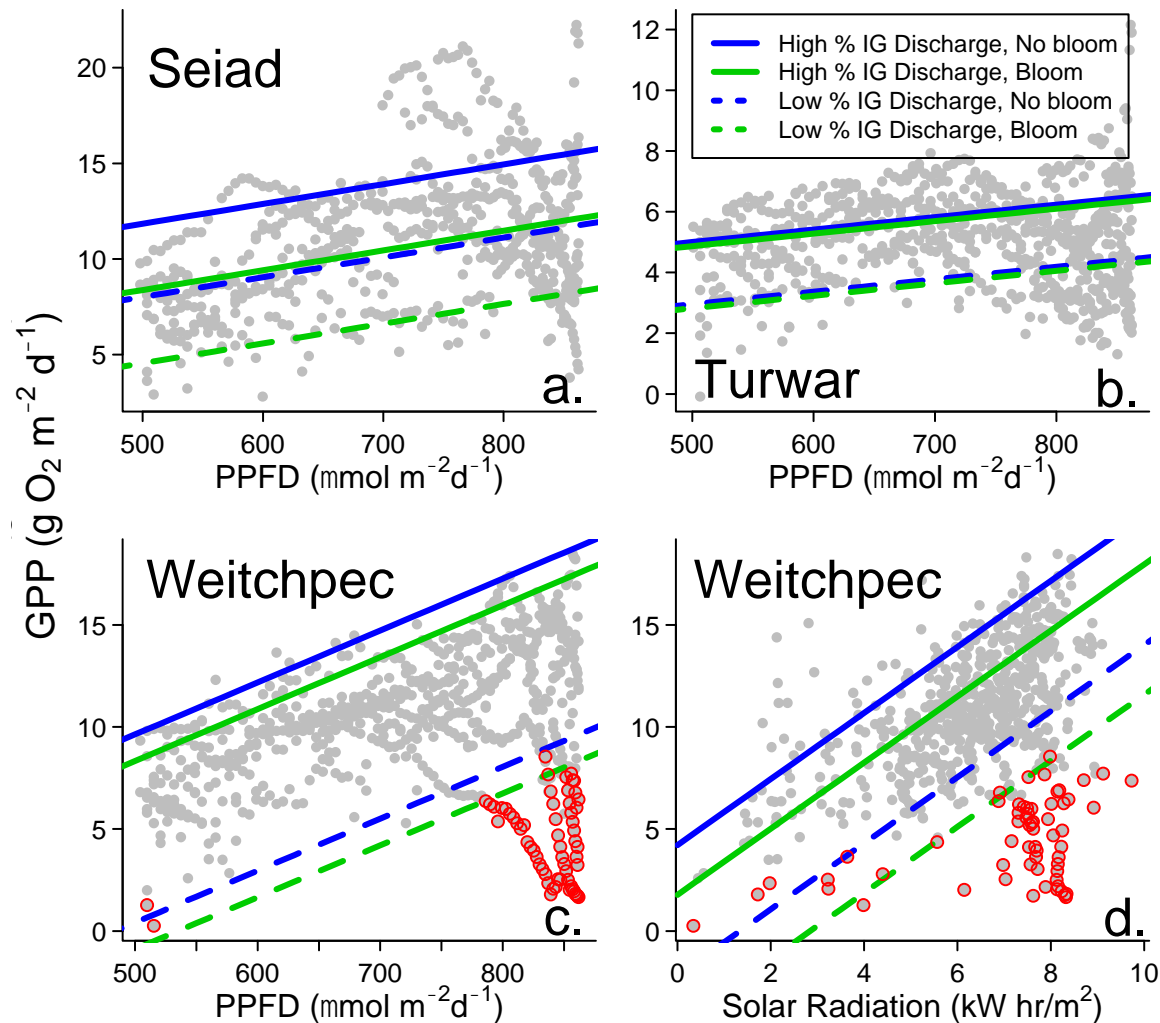 Seiad
20
15
10
5
500
600
700
800
a.
PPFD (mmol m⁻²d⁻¹)
High % IG Discharge, No bloom
High % IG Discharge, Bloom
Low % IG Discharge, No bloom
Low % IG Discharge, Bloom
12
10
8
6
4
2
0
Turwar
b.
500
600
700
800
PPFD (mmol m⁻²d⁻¹)
GPP (g O₂ m⁻² d⁻¹)
Weitchpec
15
10
5
0
c.
500
600
700
800
PPFD (mmol m⁻²d⁻¹)
Weitchpec
15
10
5
0
d.
0
2
4
6
8
10
Solar Radiation (kW hr/m²)